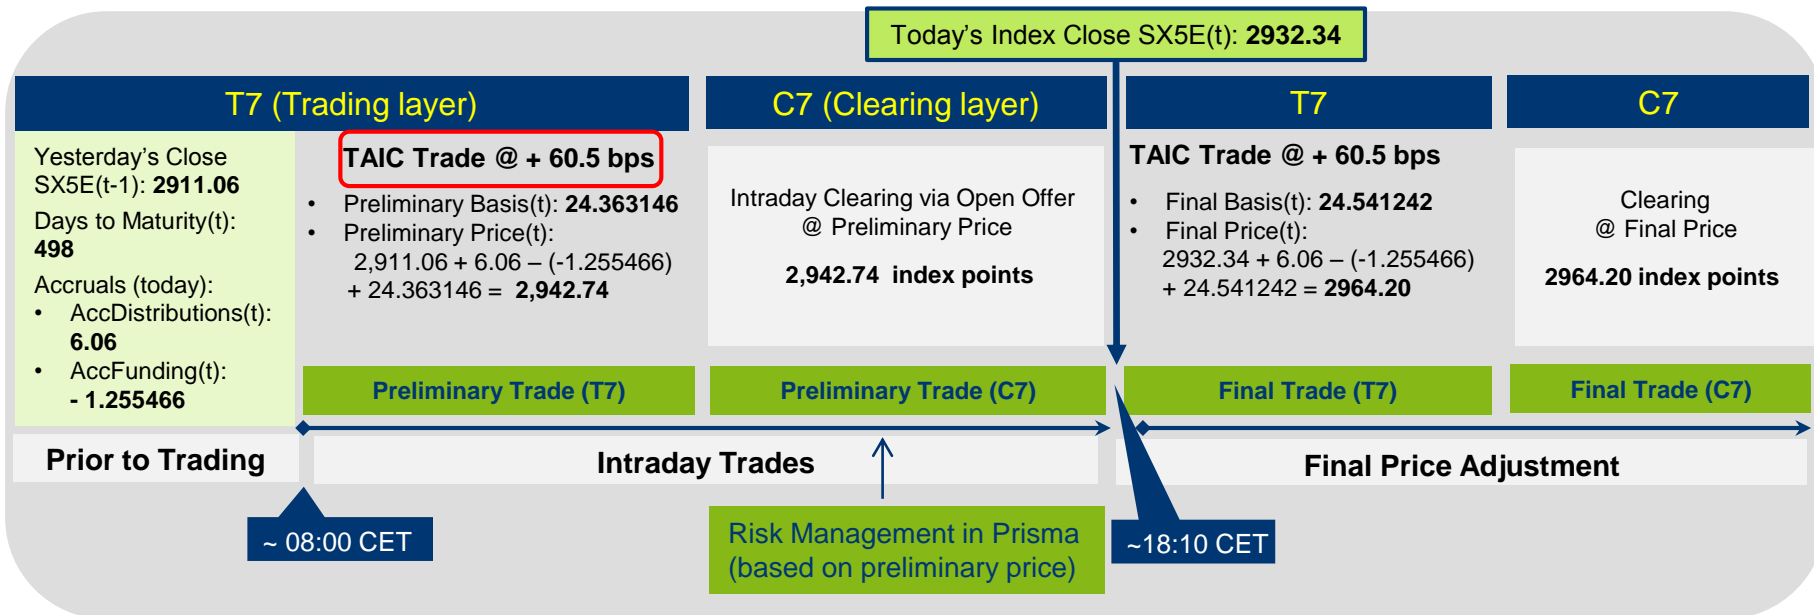 Today's Index Close SX5E(t): 2932.34
T7 (Trading layer)
C7 (Clearing layer)
T7
C7
Yesterday's Close
SX5E(t-1): 2911.06
Days to Maturity(t):
498
Accruals (today):
• AccDistributions(t):
6.06
• AccFunding(t):
- 1.255466
TAIC Trade @ + 60.5 bps
• Preliminary Basis(t): 24.363146
• Preliminary Price(t):
2,911.06 + 6.06 – (-1.255466)
+ 24.363146 = 2,942.74
Intraday Clearing via Open Offer
@ Preliminary Price
2,942.74 index points
TAIC Trade @ + 60.5 bps
• Final Basis(t): 24.541242
• Final Price(t):
2932.34 + 6.06 – (-1.255466)
+ 24.541242 = 2964.20
Clearing
@ Final Price
2964.20 index points
Preliminary Trade (T7)
Preliminary Trade (C7)
Final Trade (T7)
Final Trade (C7)
Prior to Trading
Intraday Trades
Final Price Adjustment
~ 08:00 CET
Risk Management in Prisma
(based on preliminary price)
~18:10 CET